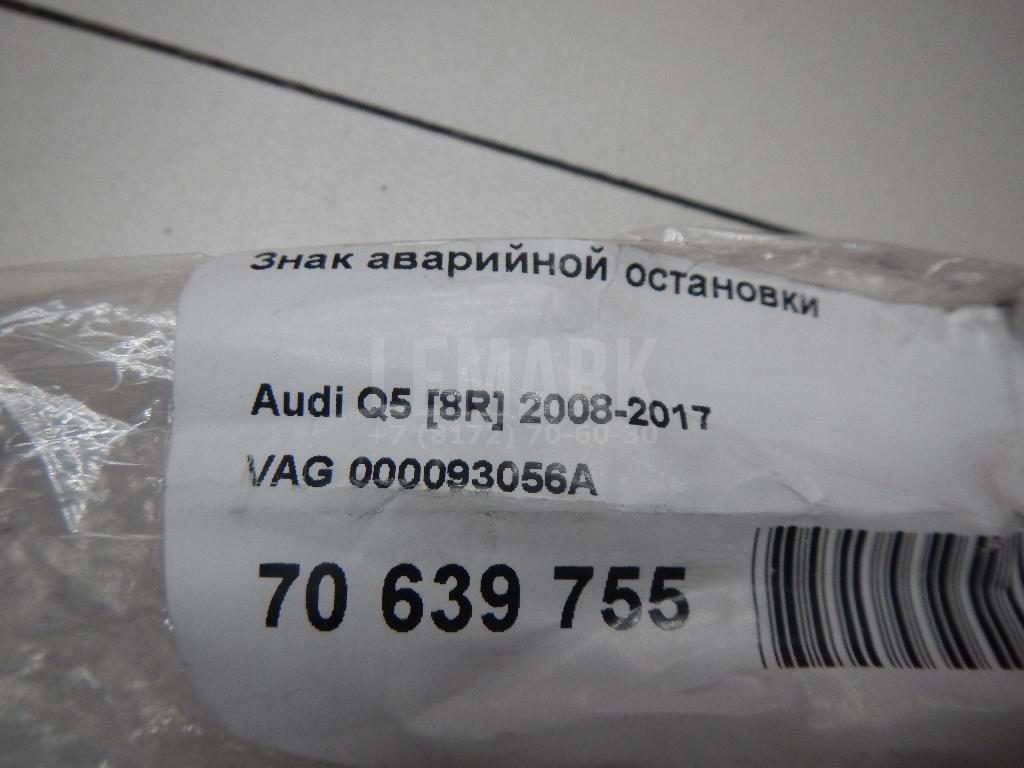 Знак аварийной остановки
LEMARK
Audi Q5 [8R] 2008-2017
+7 (8172) 70-60-30
VAG 000093056A
70 639 755